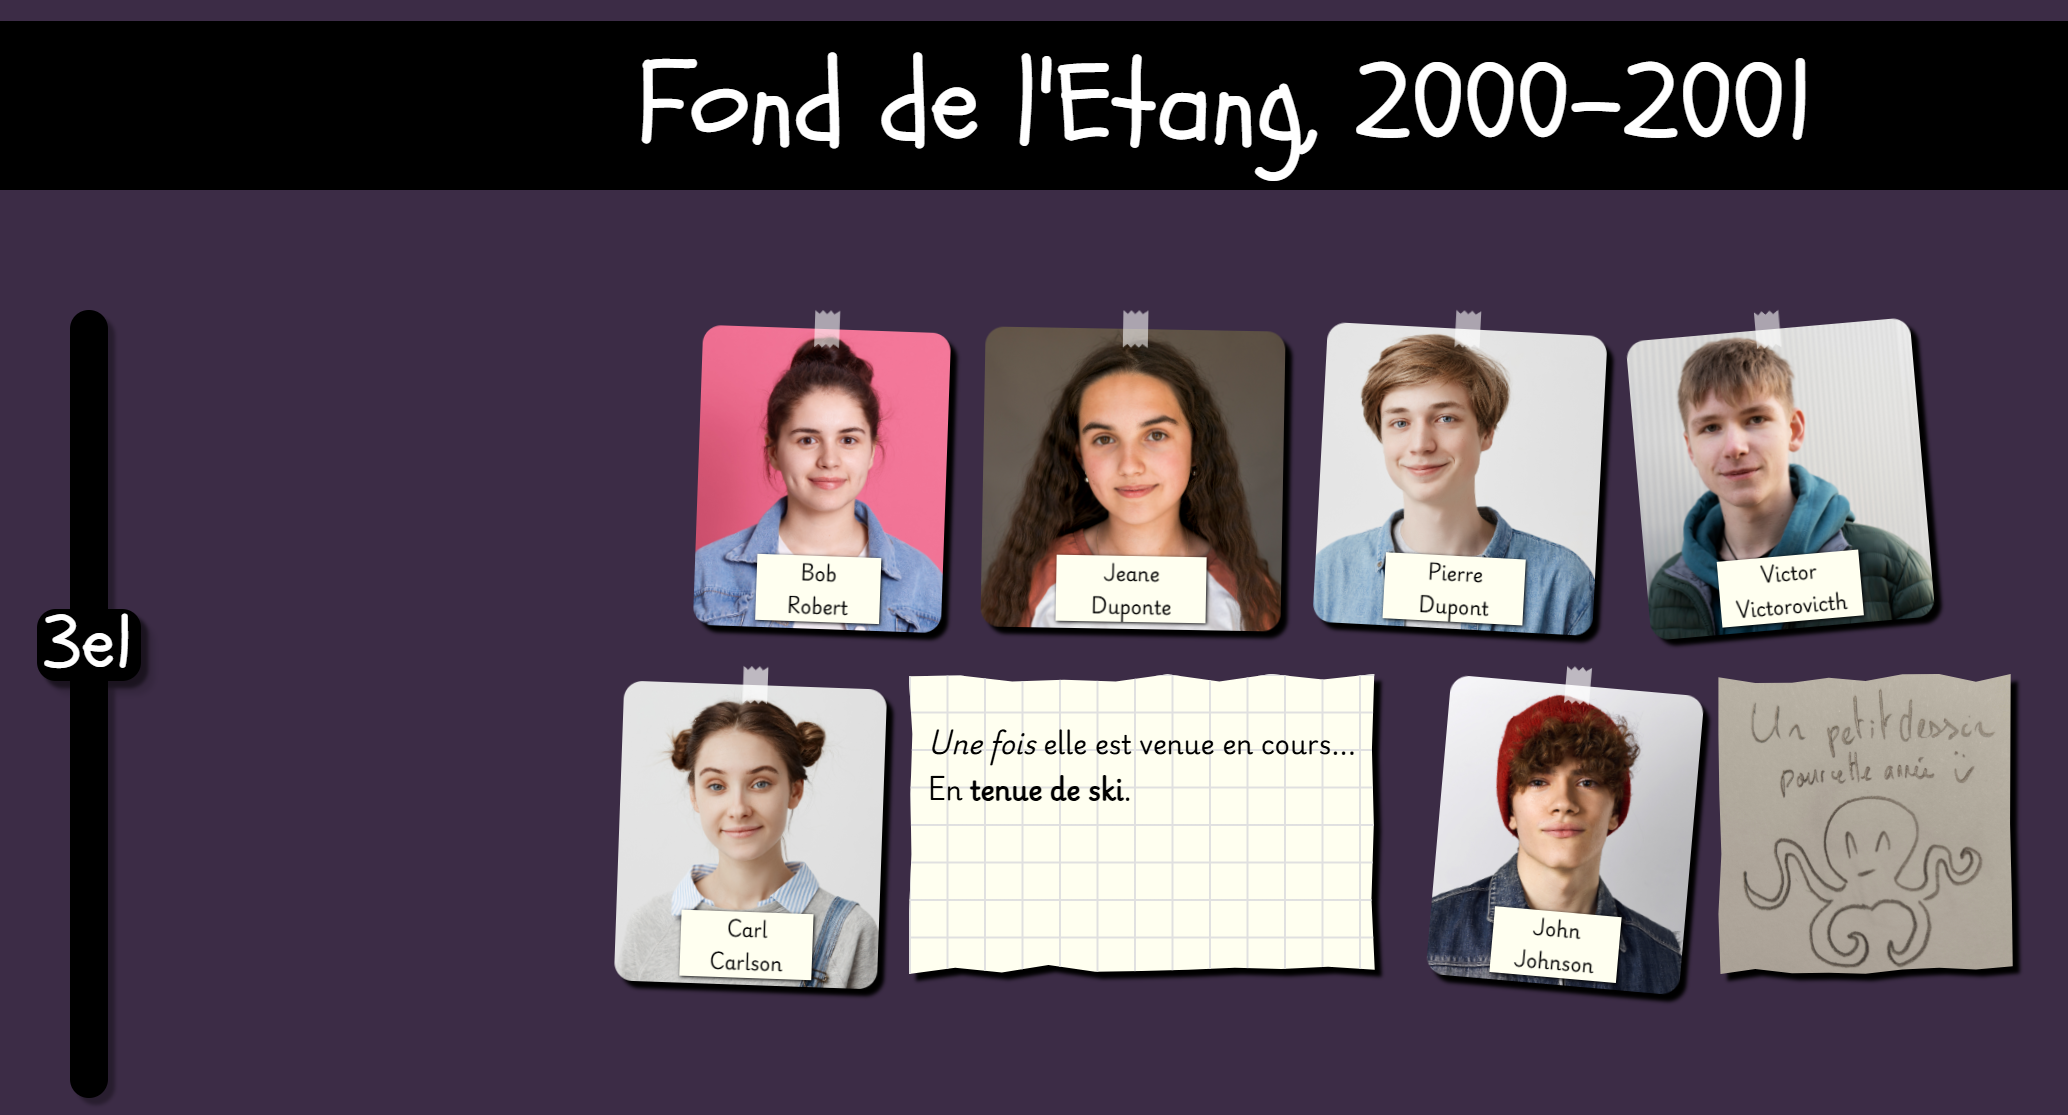 Fond de l'Etang, 2000-2001
3e1
Bob
Robert
Jeane
Duponte
Pierre
Dupont
Victor
Victorovicth
Carl
Carlson
Une fois elle est venue en cours...
En tenue de ski.
John
Johnson
Un petit dessin
pour cette année